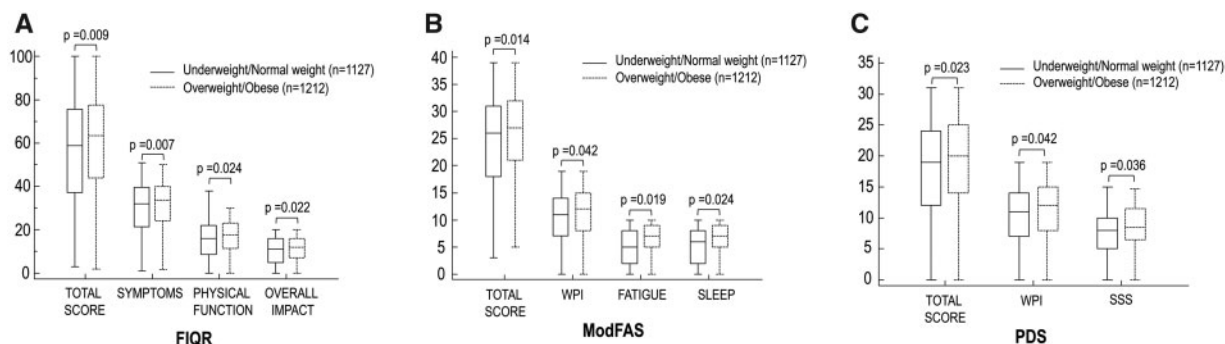 A
p =0.009
100
80
60
40
20
0
Underweight/Normal weight (n=1127)
Overweight/Obese (n=1212)
p =0.007
p =0.024
p =0.022
TOTAL SCORE
SYMPTOMS
PHYSICAL FUNCTION
OVERALL IMPACT
FIQR
B
p =0.014
40
35
30
25
20
15
10
5
0
Underweight/Normal weight (n=1127)
Overweight/Obese (n=1212)
p =0.042
p =0.019
p =0.024
TOTAL SCORE
WPI
FATIGUE
SLEEP
ModFAS
C
p =0.023
35
30
25
20
15
10
5
0
Underweight/Normal weight (n=1127)
Overweight/Obese (n=1212)
p =0.042
p =0.036
TOTAL SCORE
WPI
SSS
PDS